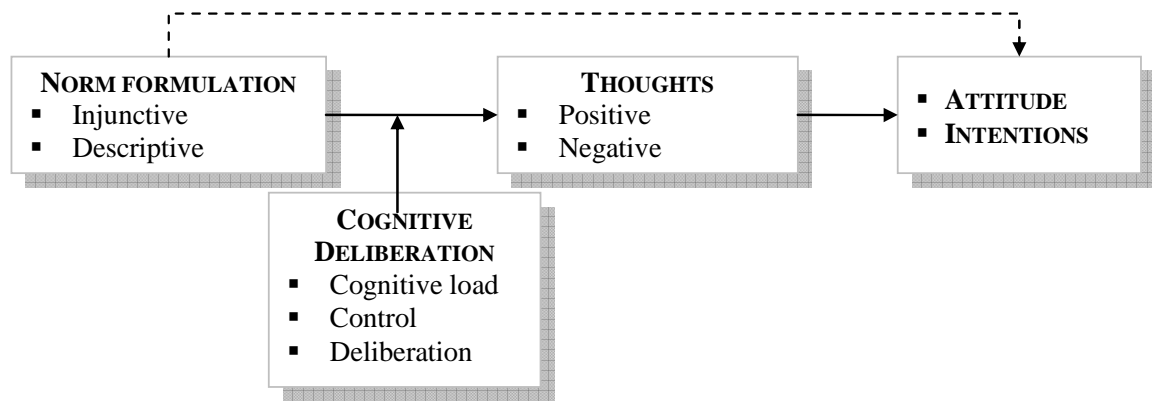 NORM FORMULATION
▪ Injunctive
▪ Descriptive
THOUGHTS
▪ Positive
▪ Negative
▪ ATTITUDE
▪ INTENTIONS
COGNITIVE
DELIBERATION
▪ Cognitive load
▪ Control
▪ Deliberation